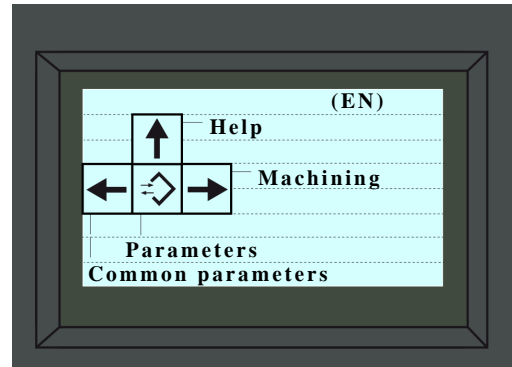 (EN)
Help
Machining
Parameters
Common parameters